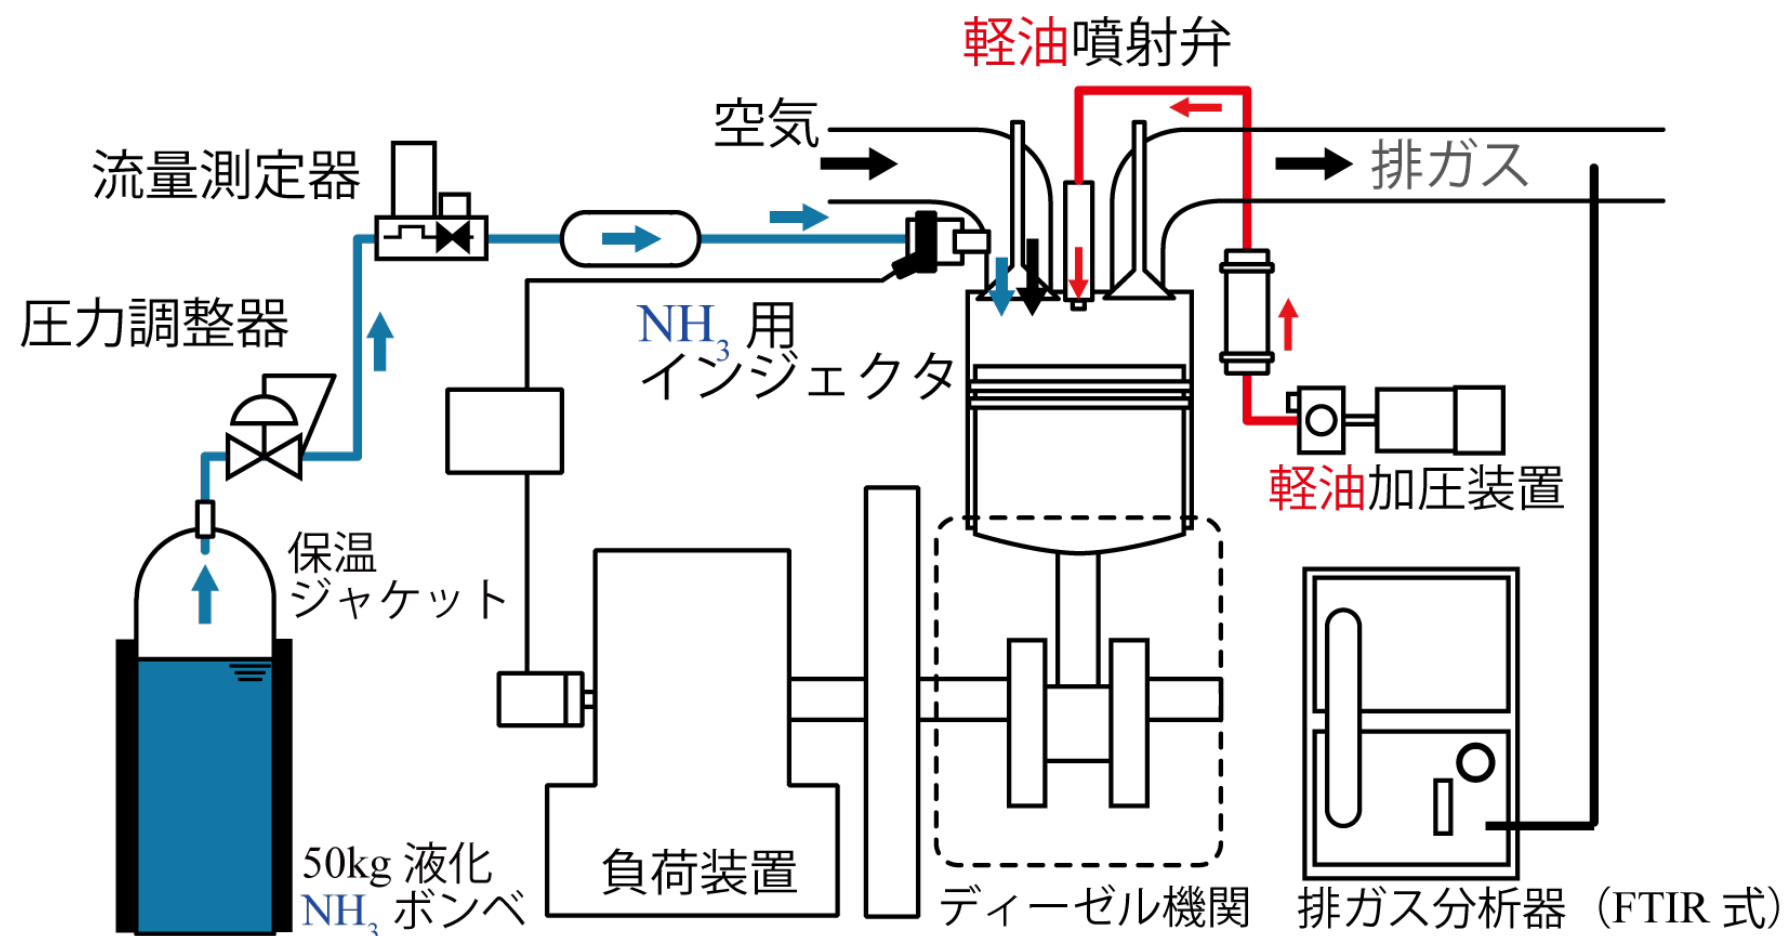 軽油噴射弁
空気
流量測定器
排ガス
圧力調整器
NH₃ 用
インジェクタ
軽油加圧装置
保温
ジャケット
50kg 液化
NH₃ ボンベ
負荷装置
ディーゼル機関
排ガス分析器（FTIR 式）